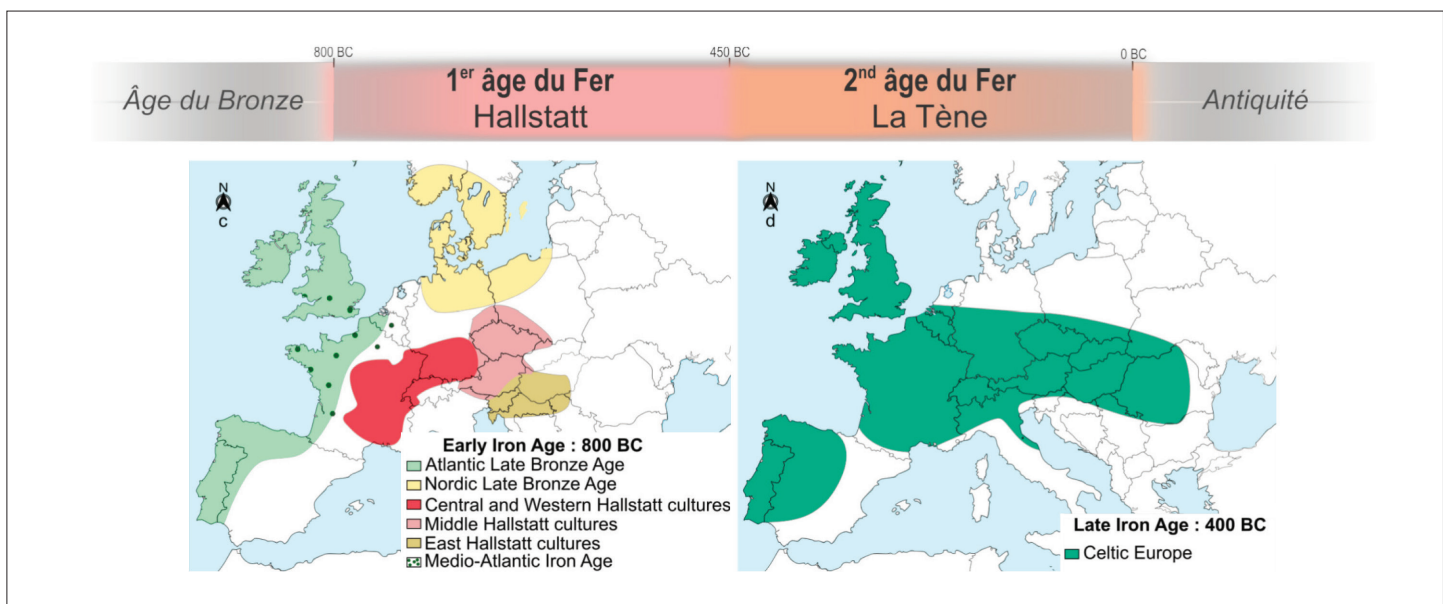 800 BC
450 BC
0 BC
Âge du Bronze
1er âge du Fer
Hallstatt
2nd âge du Fer
La Tène
Antiquité
N
c
Early Iron Age : 800 BC
Atlantic Late Bronze Age
Nordic Late Bronze Age
Central and Western Hallstatt cultures
Middle Hallstatt cultures
East Hallstatt cultures
Medio-Atlantic Iron Age
N
d
Late Iron Age : 400 BC
Celtic Europe